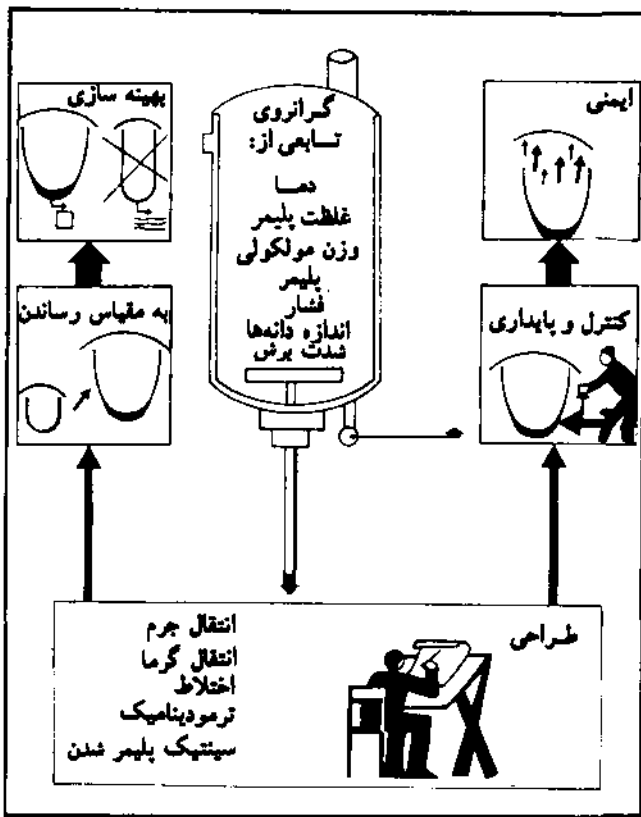 بهینه سازی
گرانروی
تابعی از:
دما
غلظت پلیمر
وزن مولکولی
پلیمر
فشار
اندازه دانه‌ها
شدت برش
ایمنی
به مقیاس رساندن
کنترل و پایداری
طراحی
انتقال جرم
انتقال گرما
اختلاط
ترمودینامیک
سینتیک پلیمر شدن